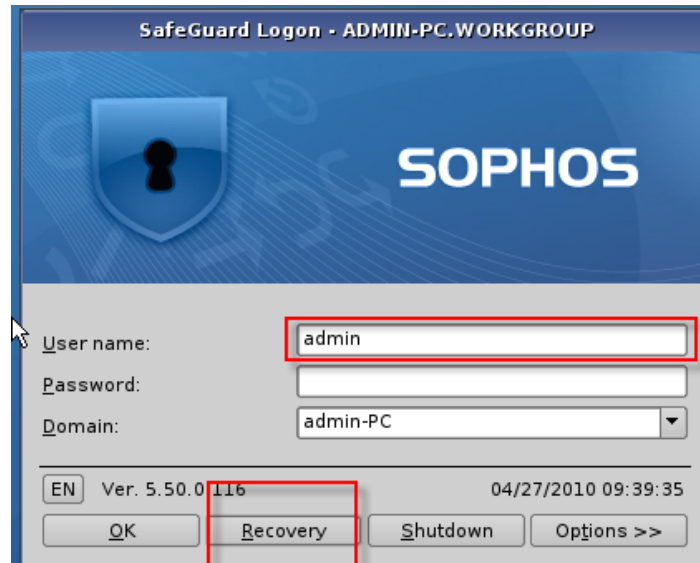 SafeGuard Logon - ADMIN-PC.WORKGROUP
SOPHOS
User name: admin
Password:
Domain: admin-PC
EN Ver. 5.50.0.116 04/27/2010 09:39:35
OK Recovery Shutdown Options >>